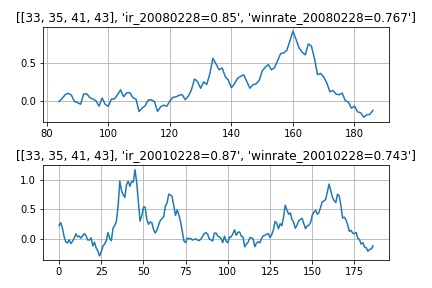 [[33, 35, 41, 43], 'ir_20080228=0.85', 'winrate_20080228=0.767']
0.5
0.0
80 100 120 140 160 180
[[33, 35, 41, 43], 'ir_20010228=0.87', 'winrate_20010228=0.743']
1.0
0.5
0.0
0 25 50 75 100 125 150 175